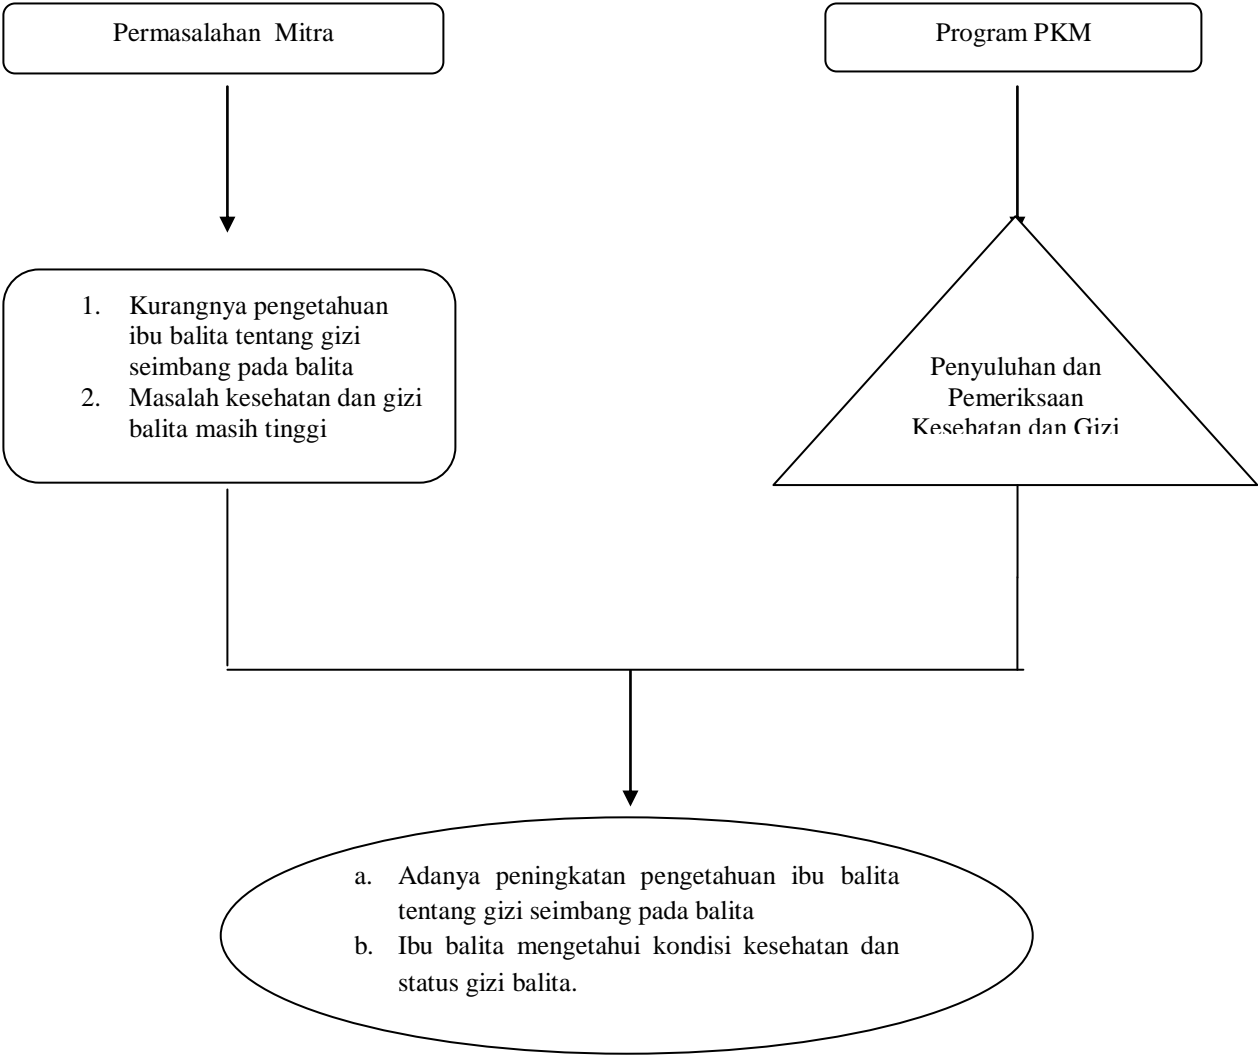 Permasalahan Mitra
Program PKM
1. Kurangnya pengetahuan
ibu balita tentang gizi
seimbang pada balita
2. Masalah kesehatan dan gizi
balita masih tinggi
Penyuluhan dan
Pemeriksaan
Kesehatan dan Gizi
a. Adanya peningkatan pengetahuan ibu balita
tentang gizi seimbang pada balita
b. Ibu balita mengetahui kondisi kesehatan dan
status gizi balita.